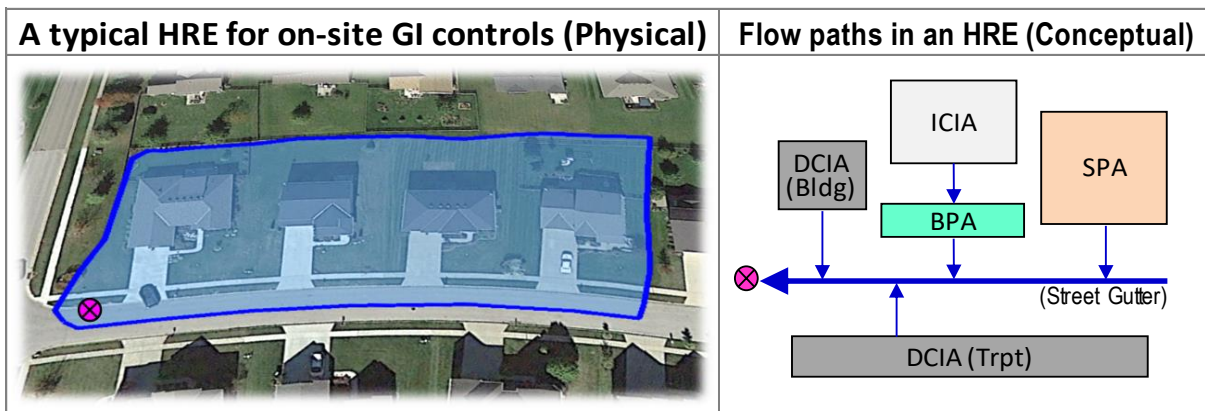 A typical HRE for on-site GI controls (Physical)
Flow paths in an HRE (Conceptual)
ICIA
DCIA
(Bldg)
SPA
BPA
(Street Gutter)
DCIA (Trpt)